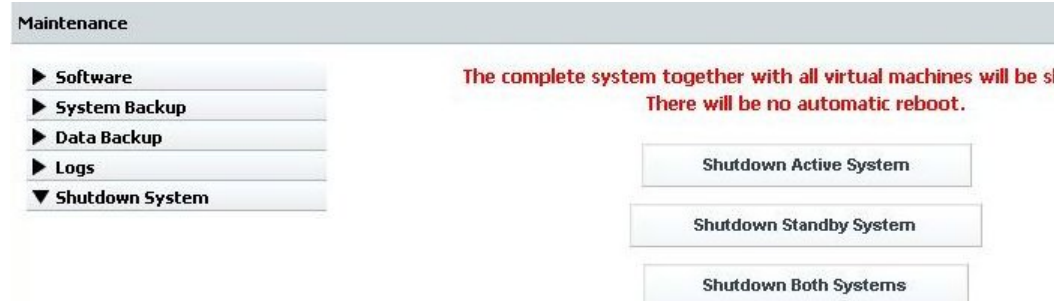 Maintenance
Software
System Backup
Data Backup
Logs
Shutdown System
The complete system together with all virtual machines will be
There will be no automatic reboot.
Shutdown Active System
Shutdown Standby System
Shutdown Both Systems